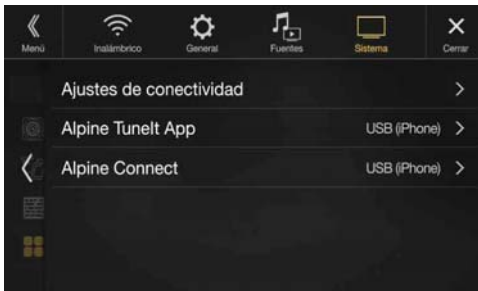 Menú
Inalámbrico
General
Fuentes
Sistema
Cerrar
Ajustes de conectividad
Alpine TuneIt App USB (iPhone)
Alpine Connect USB (iPhone)